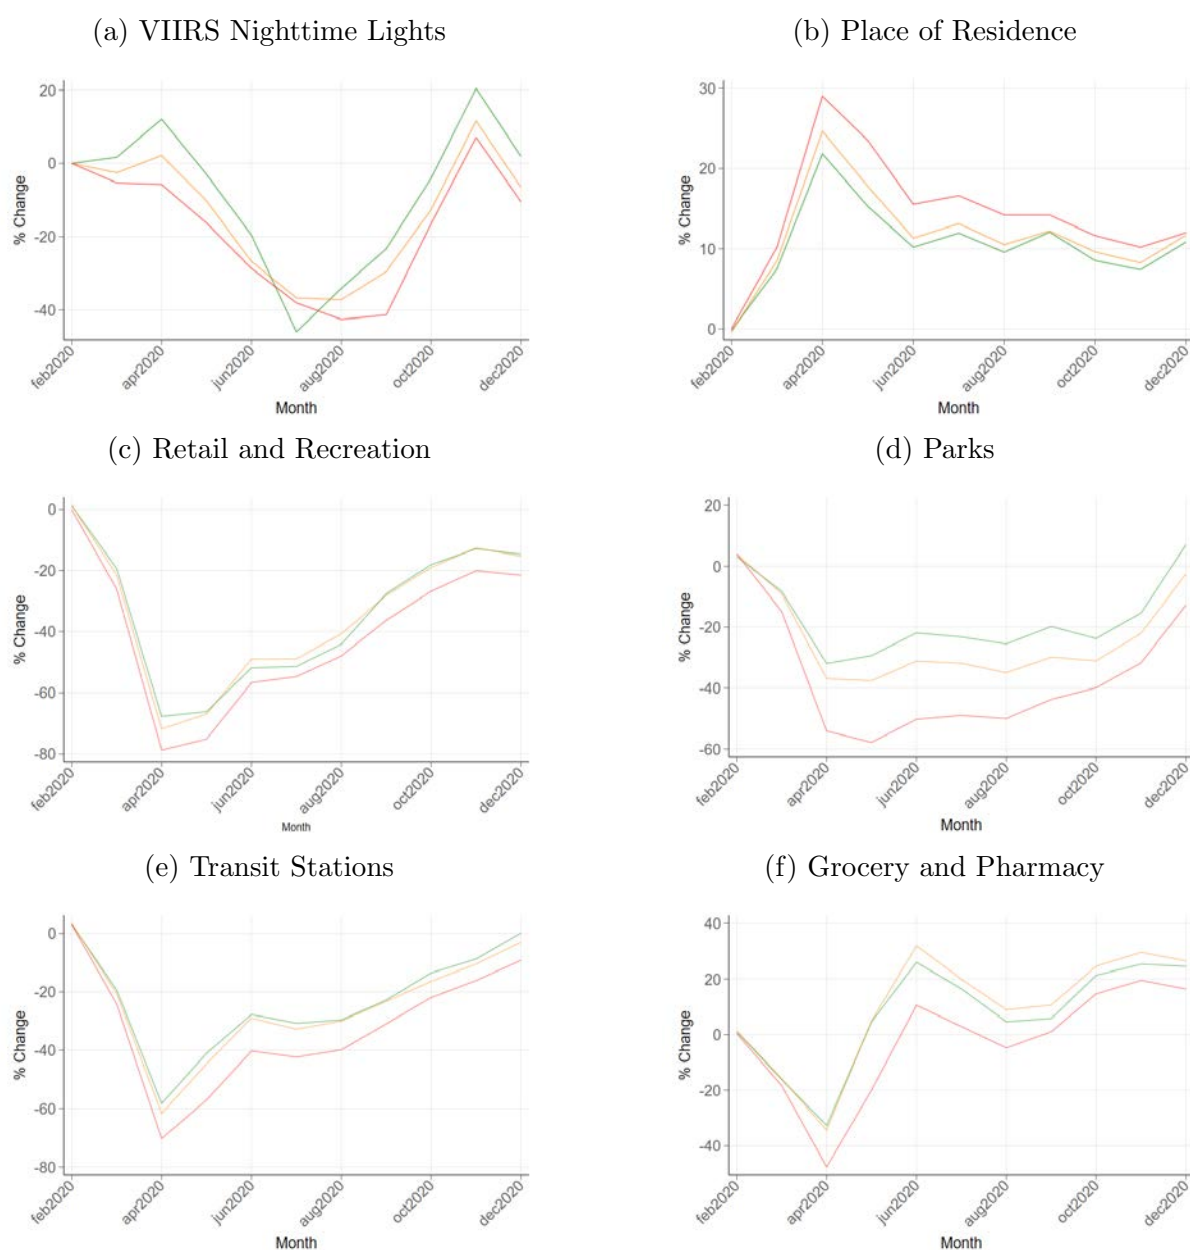 (a) VIIRS Nighttime Lights
20
0
-20
-40
% Change
feb2020
apr2020
jun2020
aug2020
oct2020
dec2020
Month
(b) Place of Residence
30
20
10
0
% Change
feb2020
apr2020
jun2020
aug2020
oct2020
dec2020
Month
(c) Retail and Recreation
0
-20
-40
-60
-80
% Change
feb2020
apr2020
jun2020
aug2020
oct2020
dec2020
Month
(d) Parks
20
0
-20
-40
-60
% Change
feb2020
apr2020
jun2020
aug2020
oct2020
dec2020
Month
(e) Transit Stations
0
-20
-40
-60
-80
% Change
feb2020
apr2020
jun2020
aug2020
oct2020
dec2020
Month
(f) Grocery and Pharmacy
40
20
0
-20
-40
% Change
feb2020
apr2020
jun2020
aug2020
oct2020
dec2020
Month